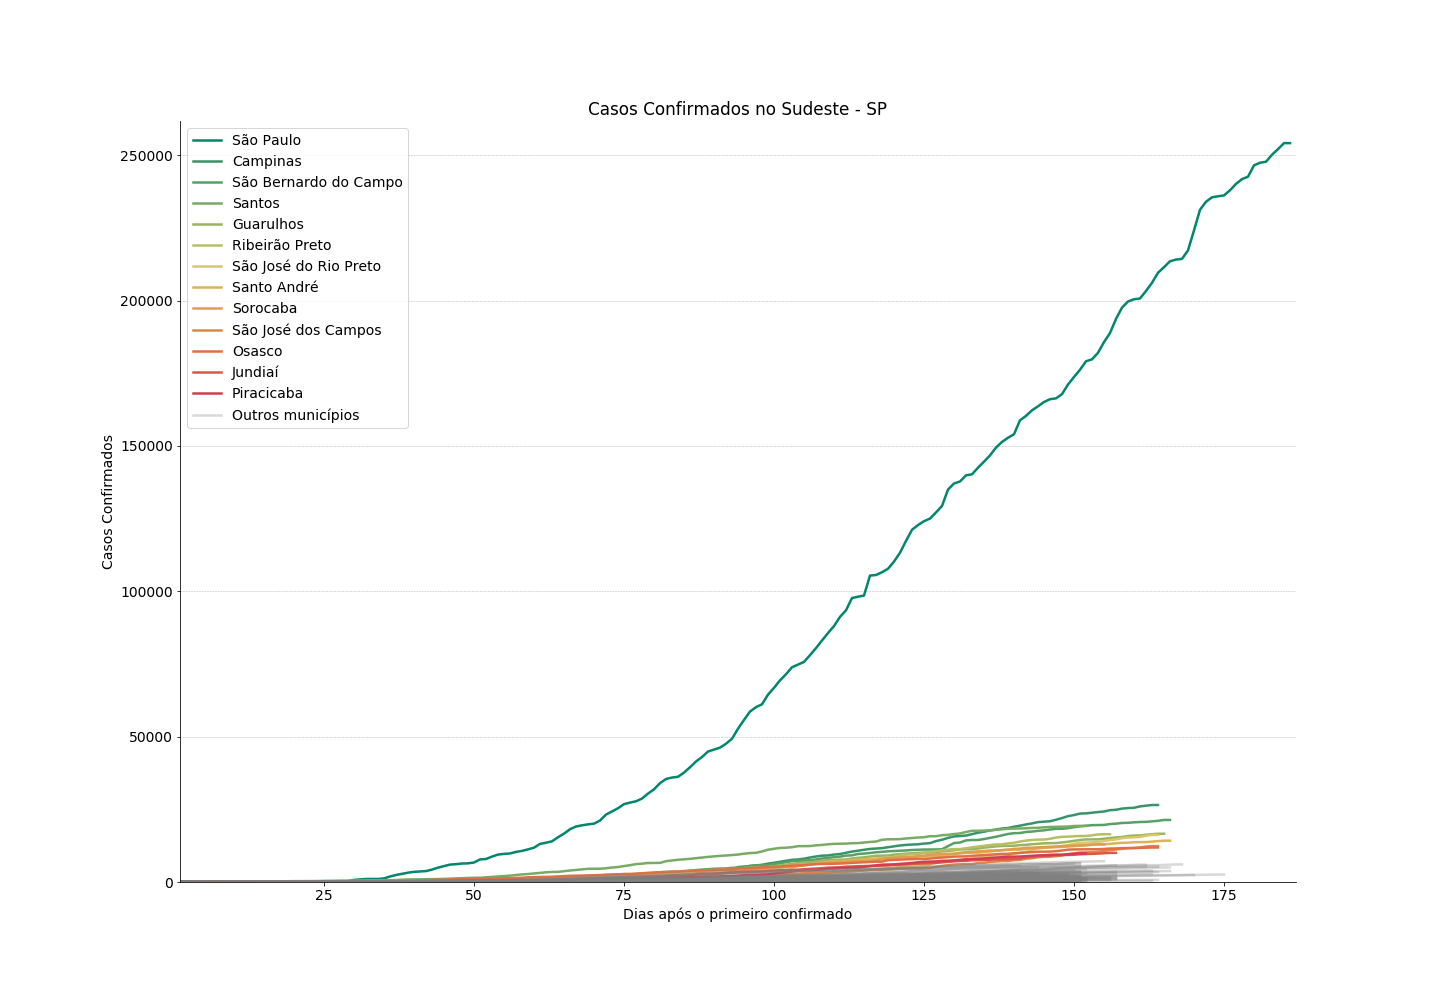 Casos Confirmados no Sudeste - SP
São Paulo
Campinas
São Bernardo do Campo
Santos
Guarulhos
Ribeirão Preto
São José do Rio Preto
Santo André
Sorocaba
São José dos Campos
Osasco
Jundiaí
Piracicaba
Outros municípios
Casos Confirmados
250000
200000
150000
100000
50000
0
25 50 75 100 125 150 175
Dias após o primeiro confirmado